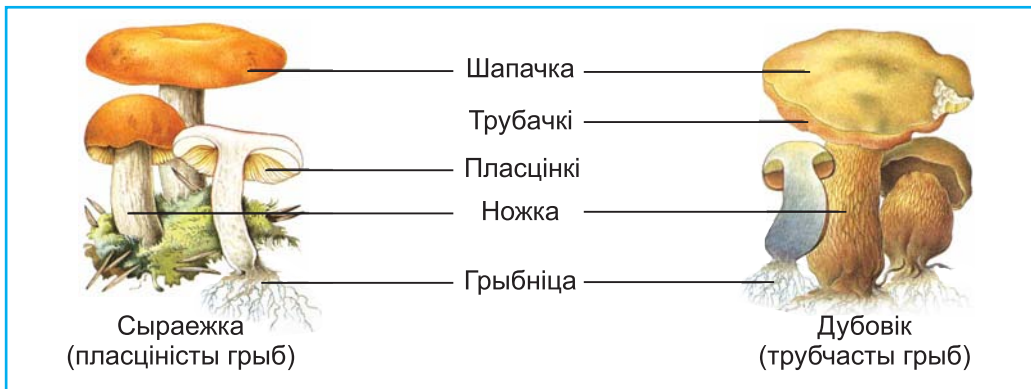 Шапачка
Трубачкі
Пласцінкі
Ножка
Грыбніца
Сыраежка
(пласціністы грыб)
Дубовік
(трубчасты грыб)